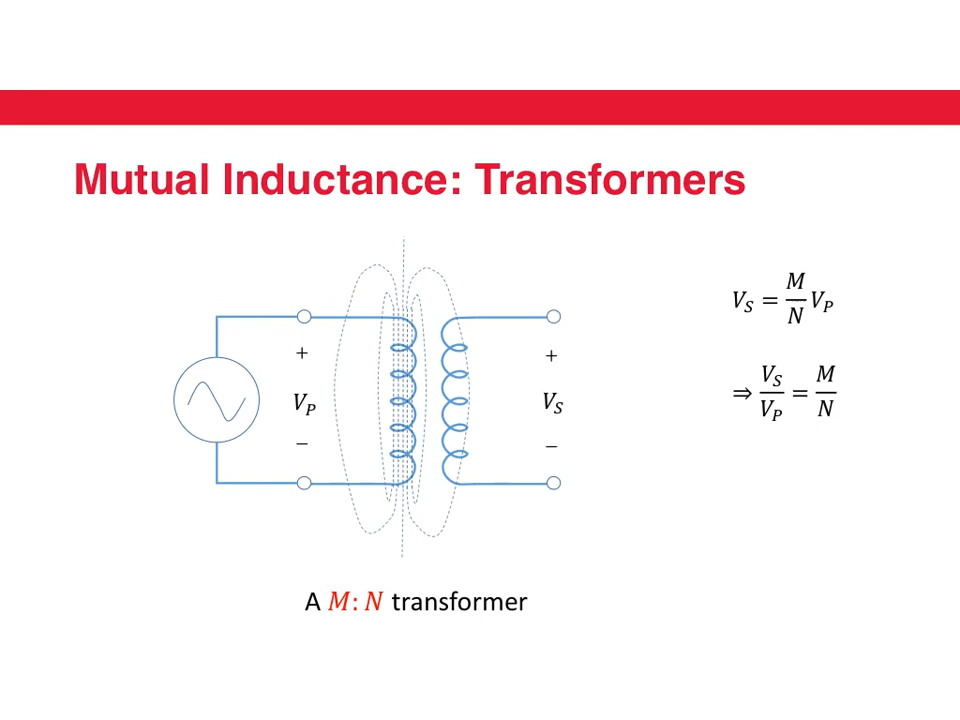 Mutual Inductance: Transformers
+
V_P
−
+
V_S
−
V_S = M/N V_P
⇒ V_S/V_P = M/N
A M: N transformer